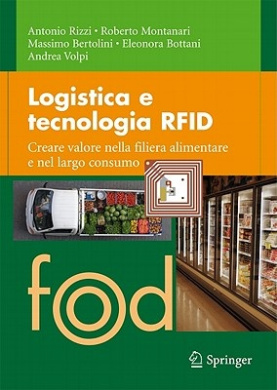 Antonio Rizzi • Roberto Montanari
Massimo Bertolini • Eleonora Bottani
Andrea Volpi
Logistica e
tecnologia RFID
Creare valore nella filiera alimentare
e nel largo consumo
food
Springer